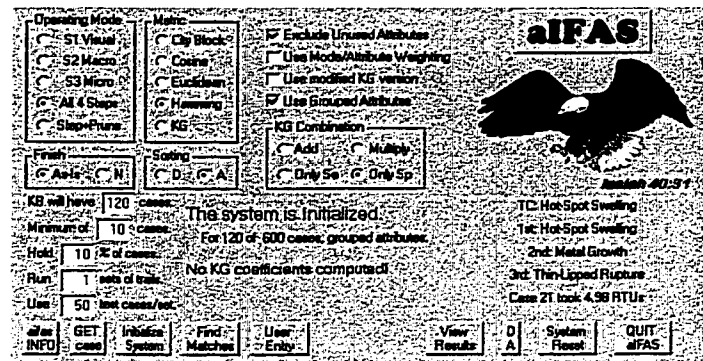 Operating Mode
S1 Visual
S2 Macro
S3 Micro
All 4 Steps
Step+Prune
Metric
City Block
Cosine
Euclidean
Hamming
KG
Exclude Unused Attributes
Use Mode/Attribute Weighting
Use modified KG version
Use Grouped Attributes
KG Combination
Add
Multiply
Only Se
Only Sp
aIFAS
Isaiah 40:31
Finish
As-Is
N
Sorting
D
A
KB will have 120 cases.
Minimum of 10 cases.
Hold 10 % of cases.
Run 1 sets of trails.
Use 50 test cases/set.
The system is Initialized.
For 120 of 600 cases; grouped attributes.
No KG coefficients computed!
TC: Hot-Spot Swelling
1st: Hot-Spot Swelling
2nd: Metal Growth
3rd: Thin-Lipped Rupture
Case 21 took 4.98 RTUs
aifas INFO
GET case
Initialize System
Find Matches
User Entry
View Results
D
A
System Reset
QUIT aIFAS